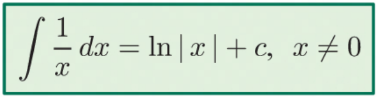 ∫ 1/x dx = ln | x | + c, x ≠ 0